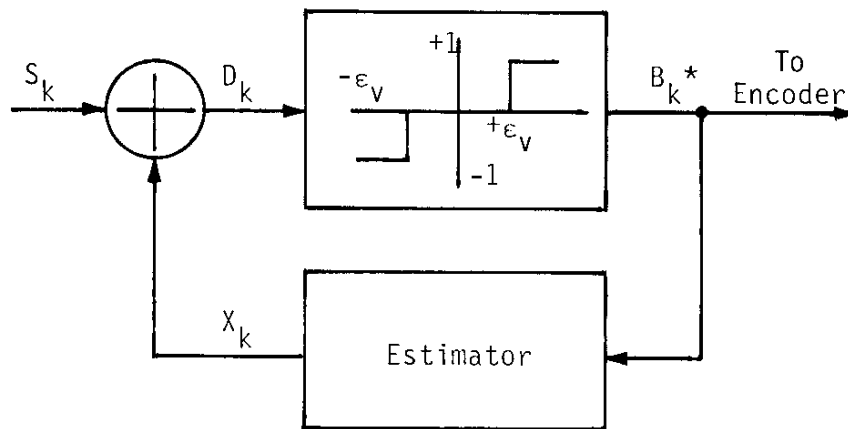 S_k
D_k
+1
-ε_v
+ε_v
-1
B_k*
To
Encoder
X_k
Estimator